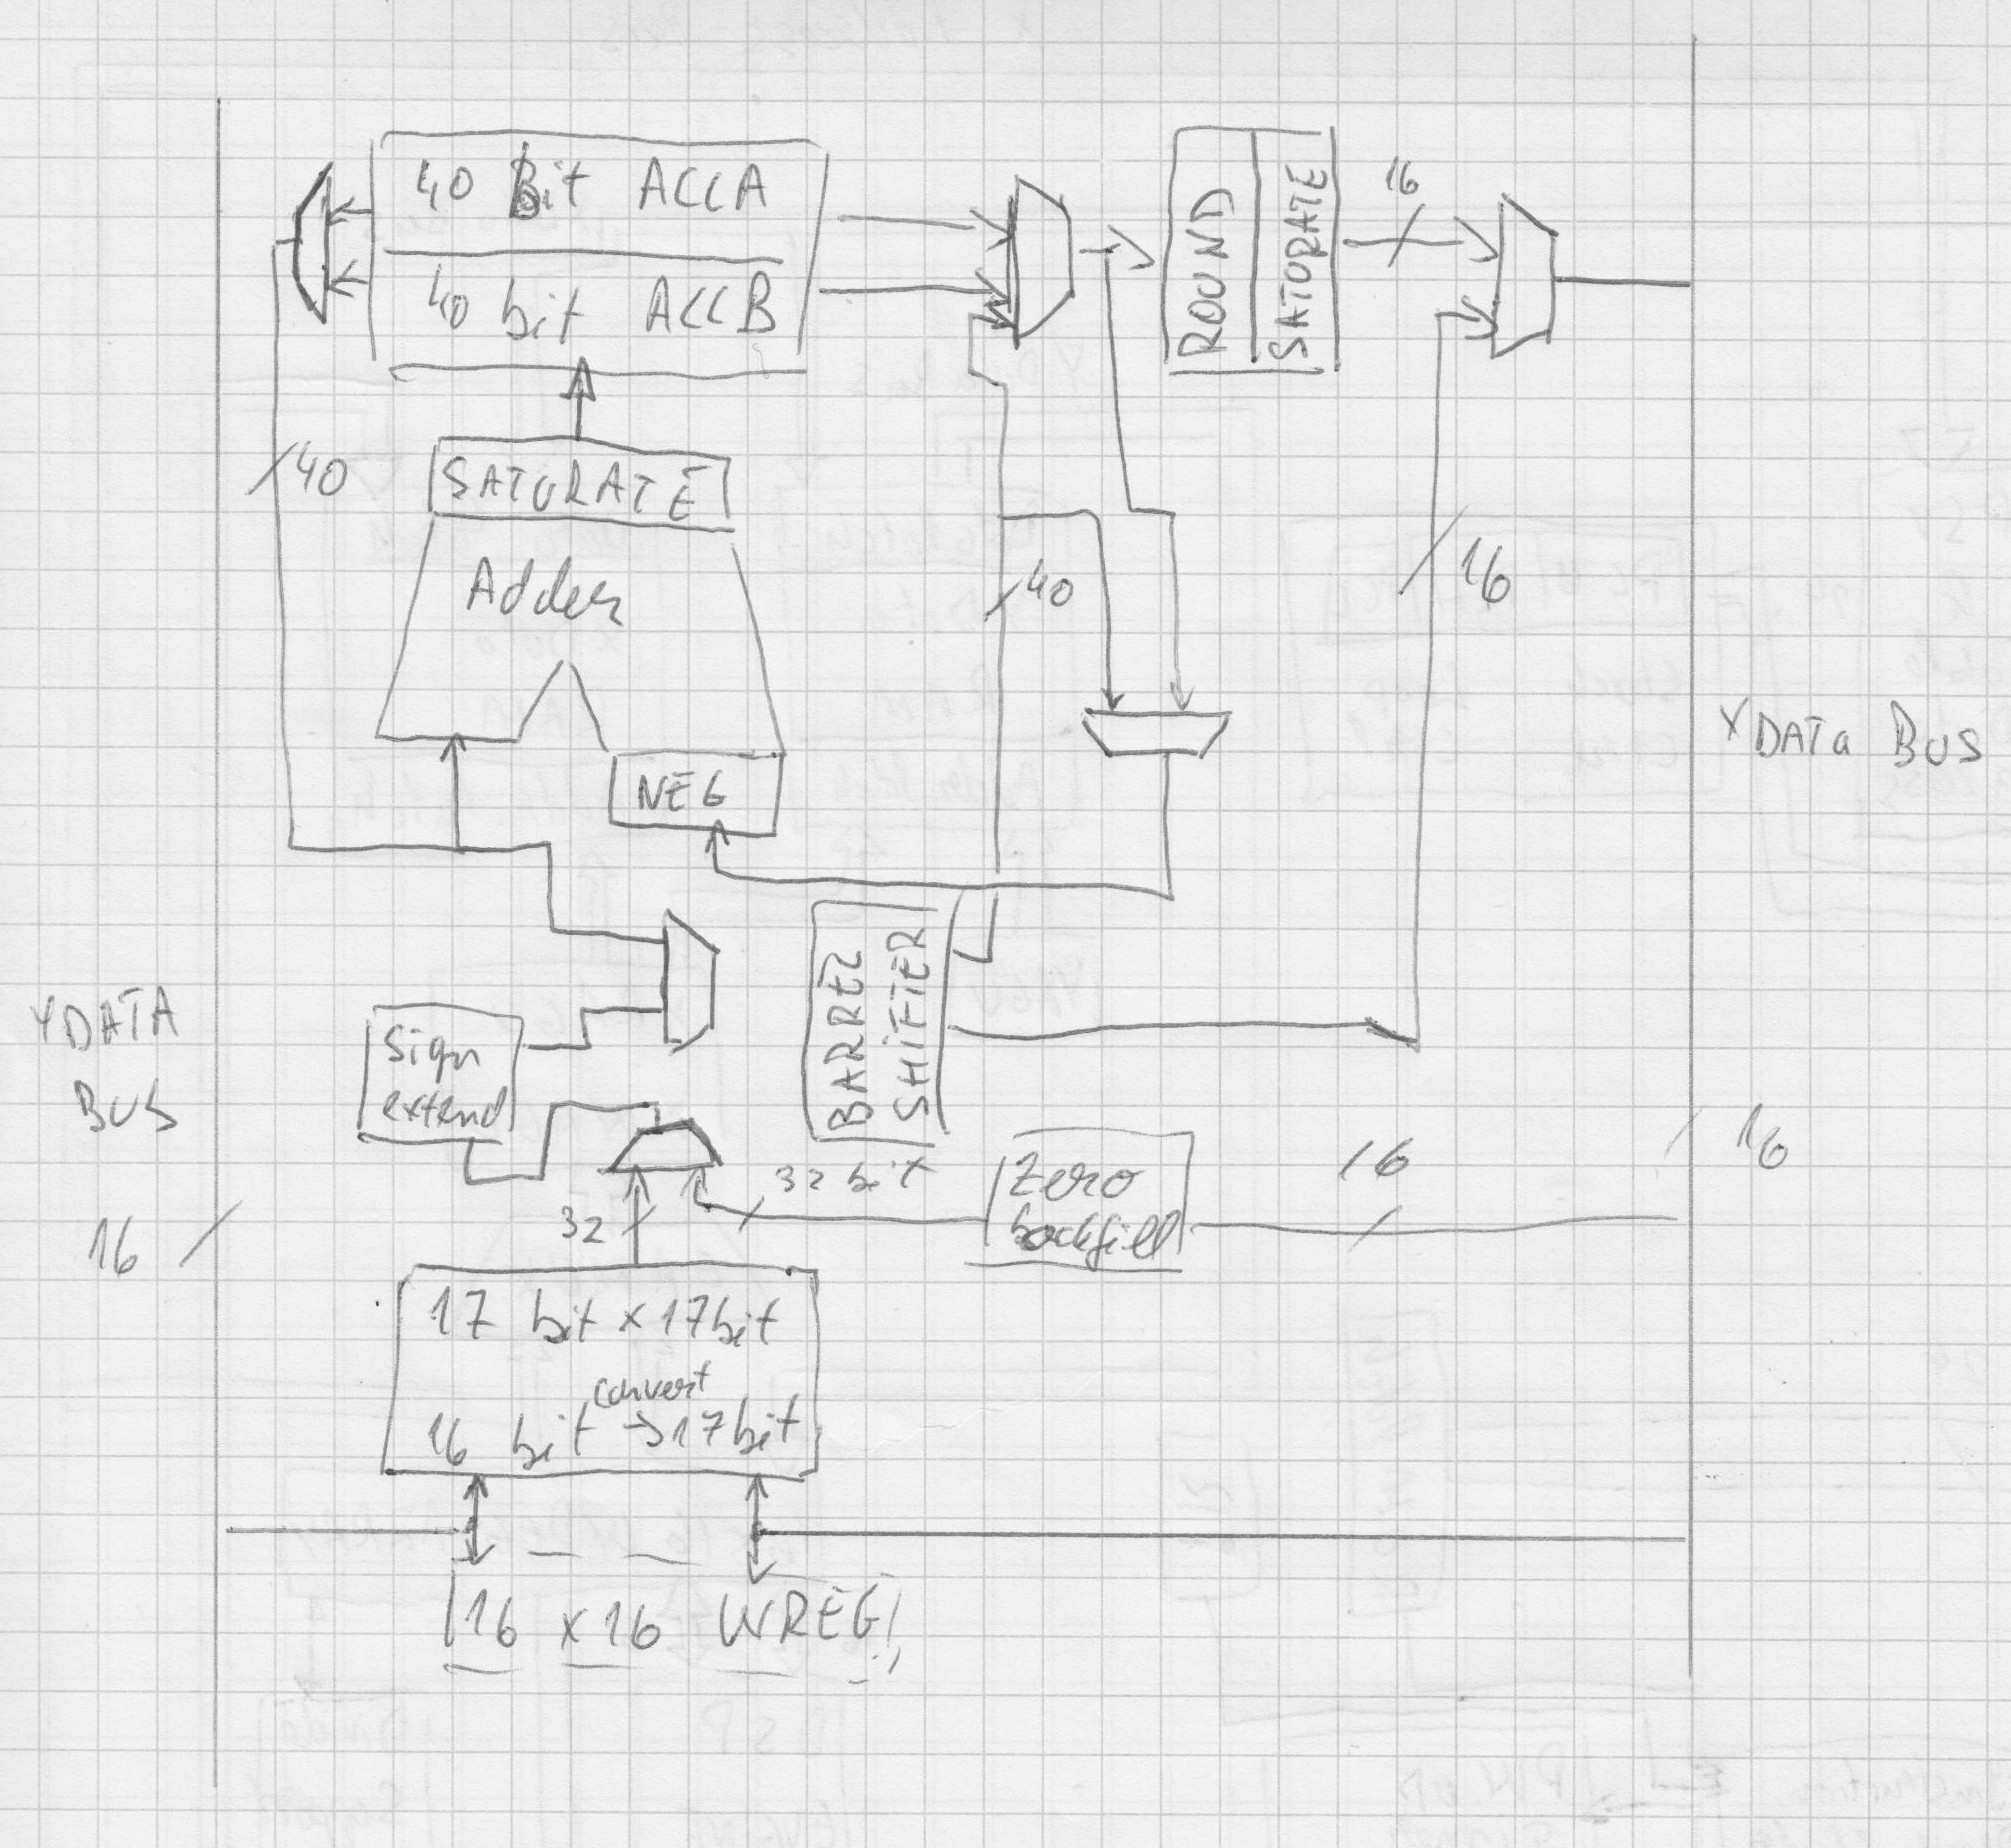 40 Bit ACCA
40 bit ACCB
ROUND
SATURATE
16
40
SATURATE
Adder
40
16
NEG
XDATA BUS
YDATA
BUS
Sign
extend
BARREL
SHIFTER
16
32 bit
Zero
backfill
16
16
32
17 bit x 17bit
convert
16 bit → 17bit
16 x 16 WREG